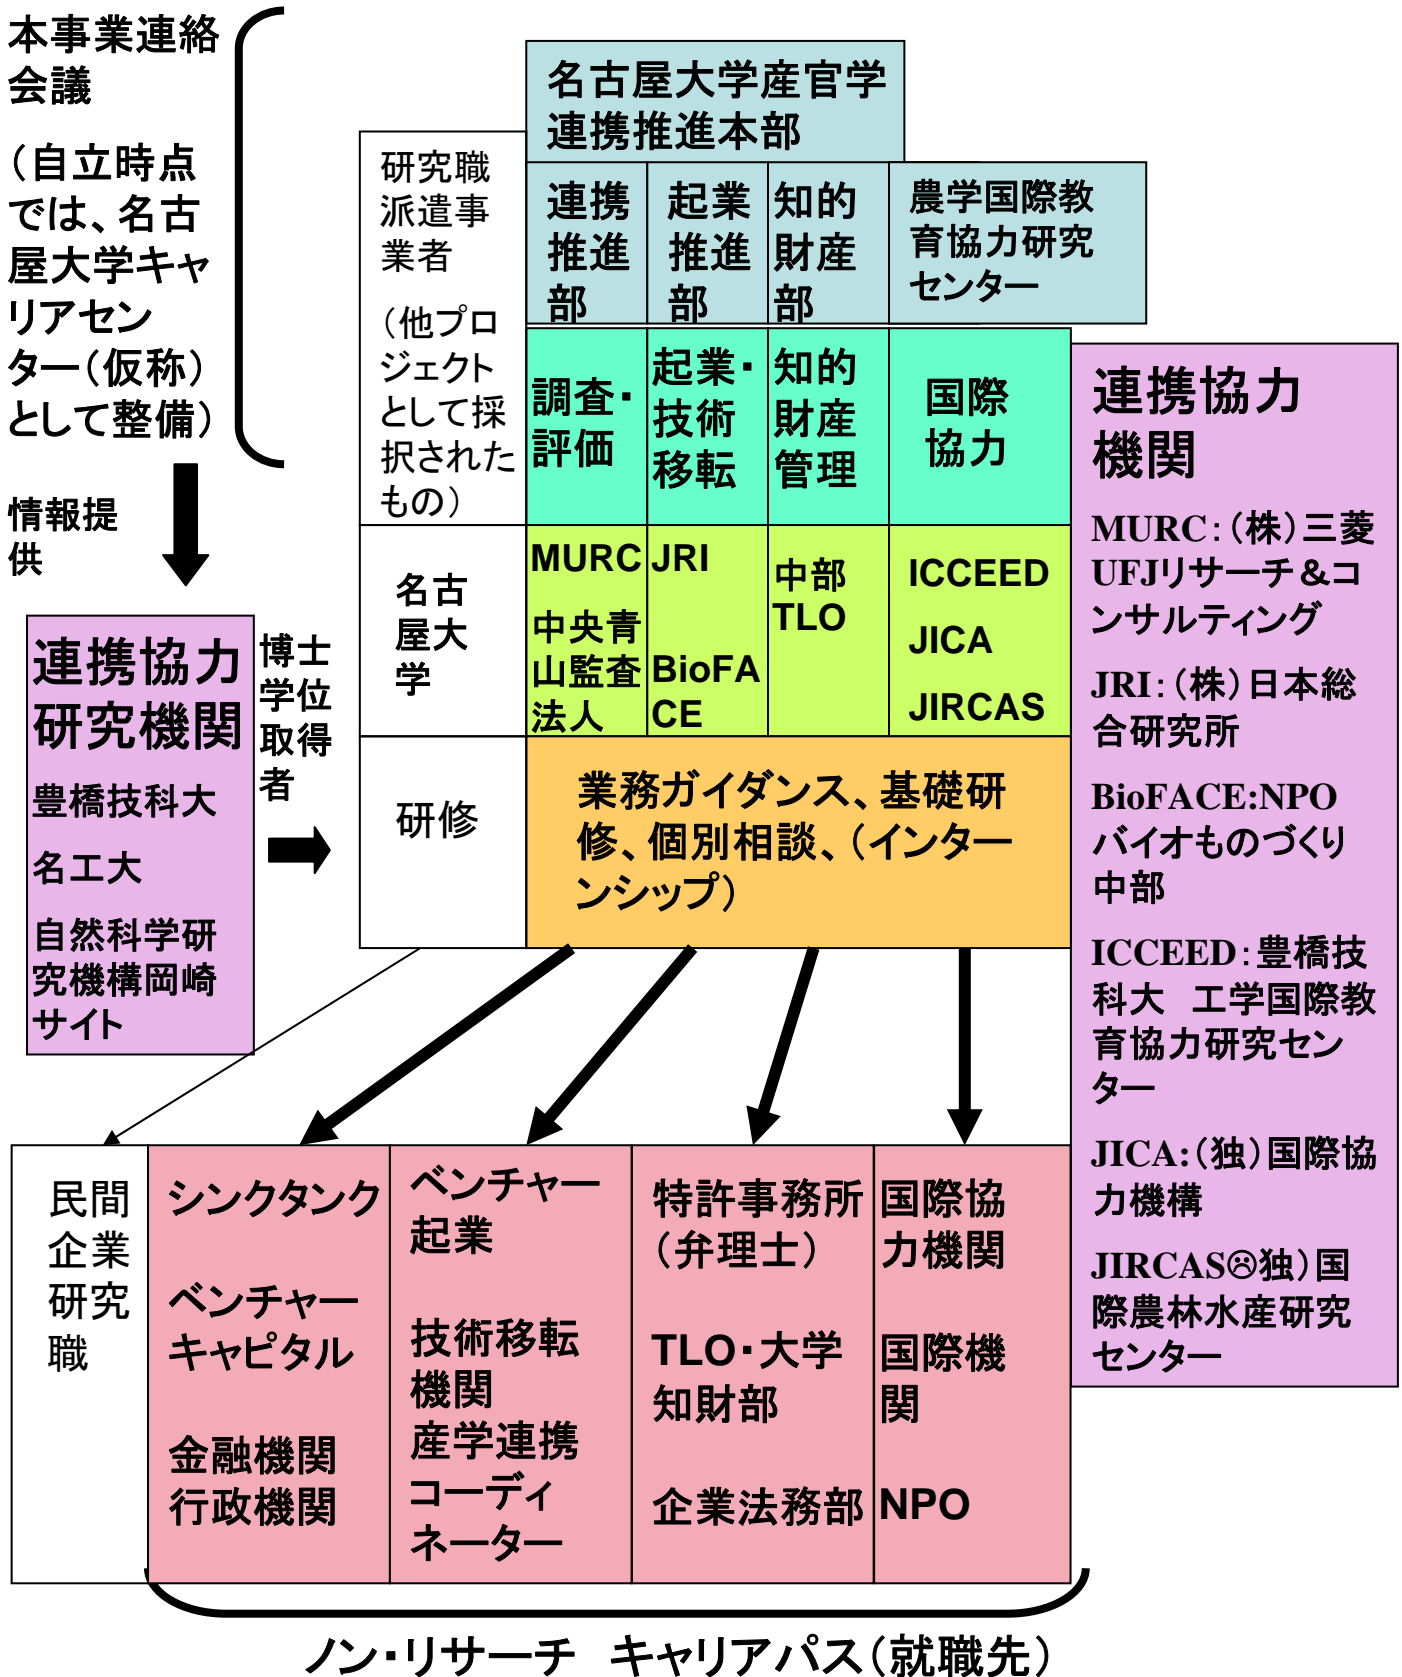 本事業連絡
会議
（自立時点
では、名古
屋大学キャ
リアセン
ター（仮称）
として整備）
情報提
供
名古屋大学産官学
連携推進本部
研究職
派遣事
業者
（他プロ
ジェクト
として採
択された
もの）
連携
推進
部
起業
推進
部
知的
財産
部
農学国際教
育協力研究
センター
調査・
評価
起業・
技術
移転
知的
財産
管理
国際
協力
名古
屋大
学
MURC
中央青
山監査
法人
JRI
BioFA
CE
中部
TLO
ICCEED
JICA
JIRCAS
研修
業務ガイダンス、基礎研
修、個別相談、（インター
ンシップ）
連携協力
研究機関
豊橋技科大
名工大
自然科学研
究機構岡崎
サイト
博士
学位
取得
者
連携協力
機関
MURC：（株）三菱
UFJリサーチ＆コ
ンサルティング
JRI：（株）日本総
合研究所
BioFACE:NPO
バイオものづくり
中部
ICCEED：豊橋技
科大　工学国際教
育協力研究セン
ター
JICA:（独）国際協
力機構
JIRCAS☹独）国
際農林水産研究
センター
民間
企業
研究
職
シンクタンク
ベンチャー
キャピタル
金融機関
行政機関
ベンチャー
起業
技術移転
機関
産学連携
コーディ
ネーター
特許事務所
（弁理士）
TLO・大学
知財部
企業法務部
国際協
力機関
国際機
関
NPO
ノン・リサーチ　キャリアパス（就職先）